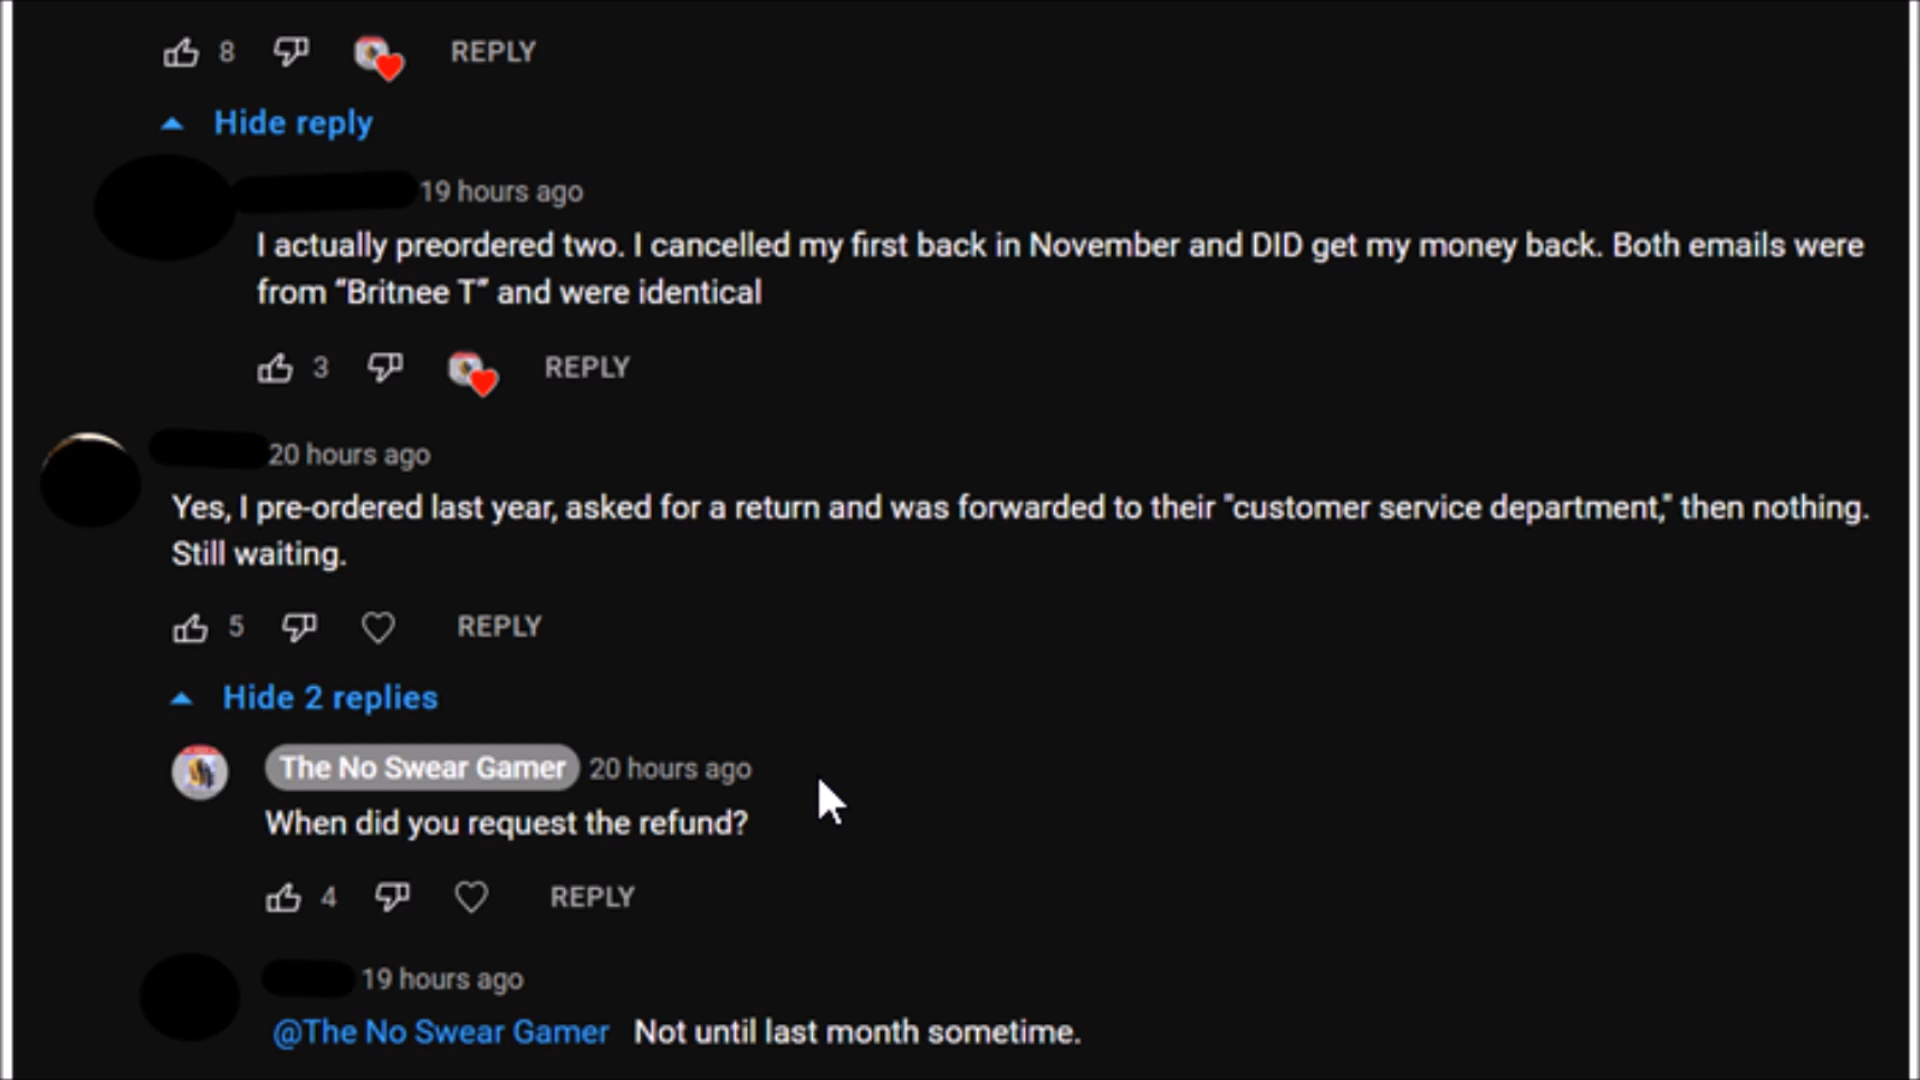 8 REPLY
Hide reply
19 hours ago
I actually preordered two. I cancelled my first back in November and DID get my money back. Both emails were
from “Britnee T” and were identical
3 REPLY
20 hours ago
Yes, I pre-ordered last year, asked for a return and was forwarded to their "customer service department," then nothing.
Still waiting.
5 REPLY
Hide 2 replies
The No Swear Gamer 20 hours ago
When did you request the refund?
4 REPLY
19 hours ago
@The No Swear Gamer Not until last month sometime.